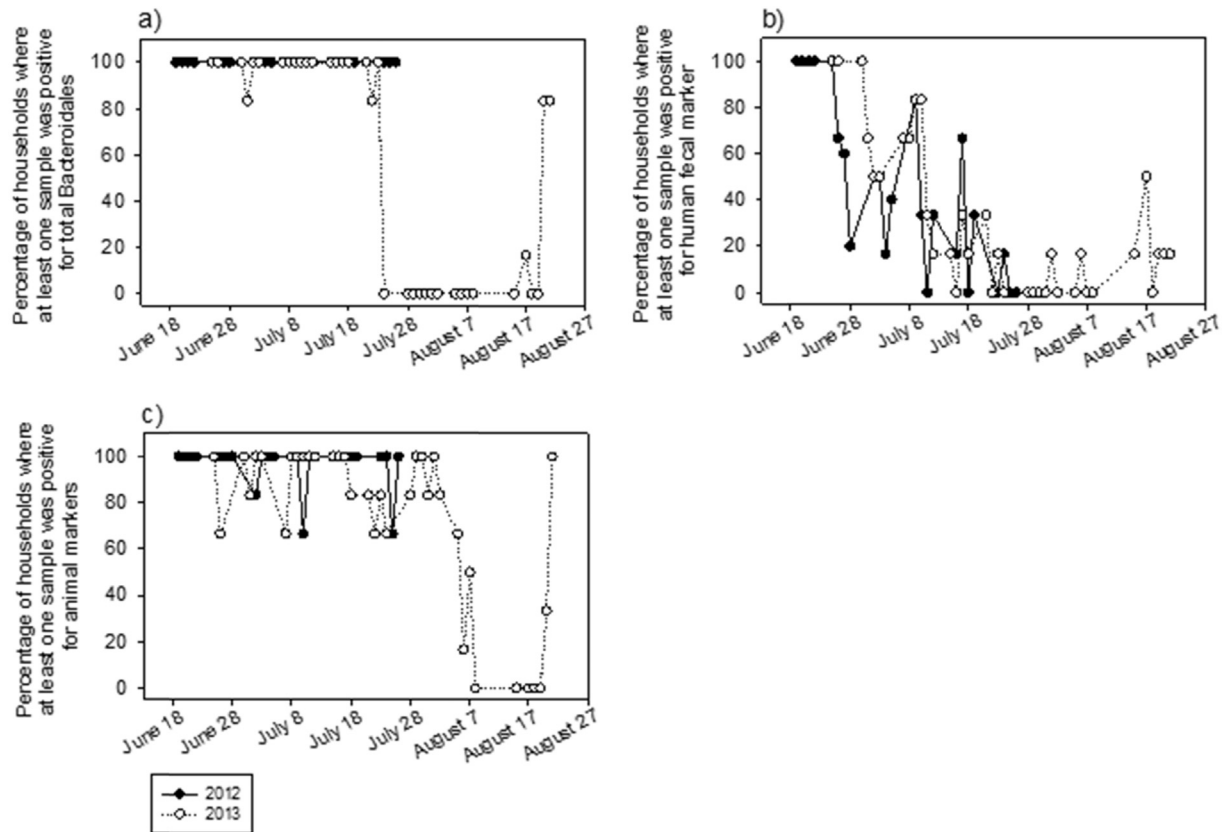 a)
Percentage of households where
at least one sample was positive
for total Bacteroidales
100
80
60
40
20
0
June 18
June 28
July 8
July 18
July 28
August 7
August 17
August 27
b)
Percentage of households where
at least one sample was positive
for human fecal marker
100
80
60
40
20
0
June 18
June 28
July 8
July 18
July 28
August 7
August 17
August 27
c)
Percentage of households where
at least one sample was positive
for animal markers
100
80
60
40
20
0
June 18
June 28
July 8
July 18
July 28
August 7
August 17
August 27
2012
2013